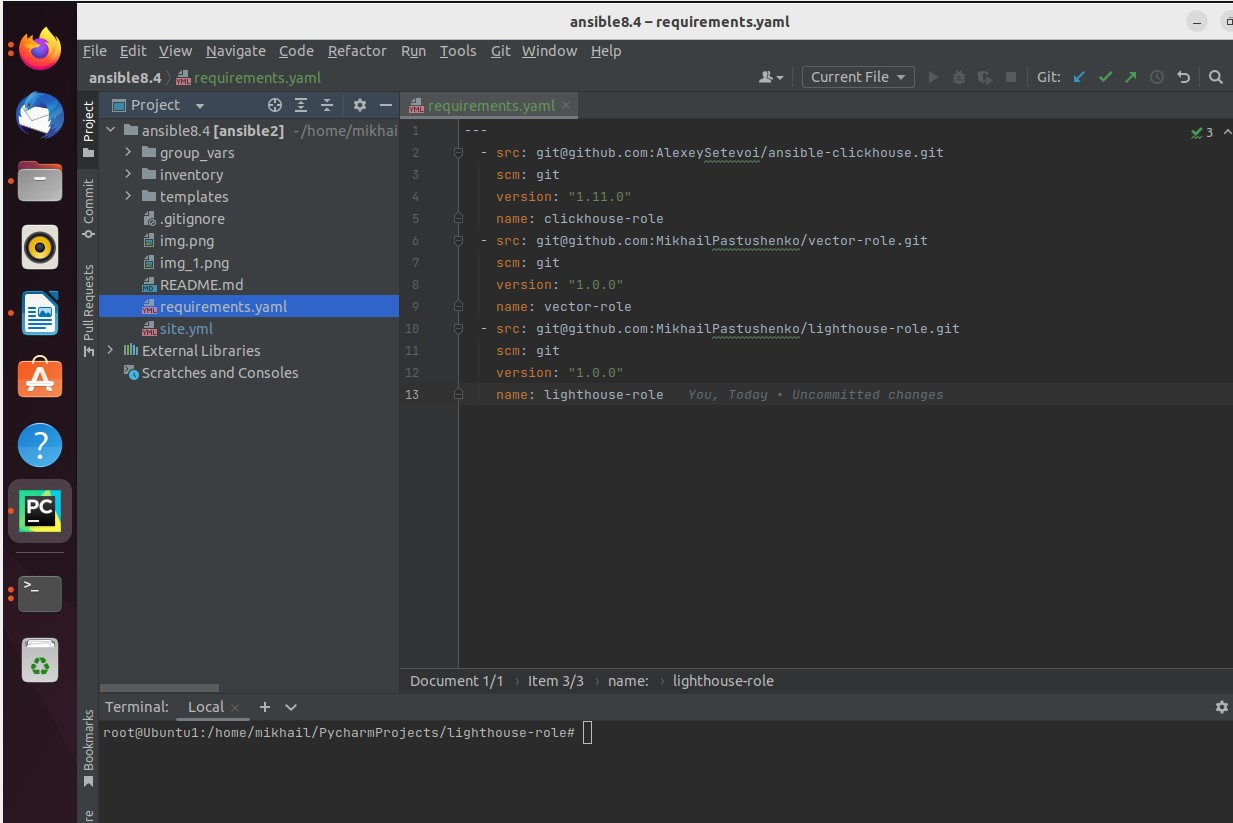 ansible8.4 – requirements.yaml
File Edit View Navigate Code Refactor Run Tools Git Window Help
ansible8.4 requirements.yaml
Current File
Git:
Project
Commit
Pull Requests
Bookmarks
Project
ansible8.4 [ansible2] ~/home/mikhai
group_vars
inventory
templates
.gitignore
img.png
img_1.png
README.md
requirements.yaml
site.yml
External Libraries
Scratches and Consoles
requirements.yaml
3
1 ---
2 - src: git@github.com:AlexeySetevoi/ansible-clickhouse.git
3 scm: git
4 version: "1.11.0"
5 name: clickhouse-role
6 - src: git@github.com:MikhailPastushenko/vector-role.git
7 scm: git
8 version: "1.0.0"
9 name: vector-role
10 - src: git@github.com:MikhailPastushenko/lighthouse-role.git
11 scm: git
12 version: "1.0.0"
13 name: lighthouse-role You, Today • Uncommitted changes
Document 1/1 › Item 3/3 › name: › lighthouse-role
Terminal: Local
root@Ubuntu1:/home/mikhail/PycharmProjects/lighthouse-role#
PC